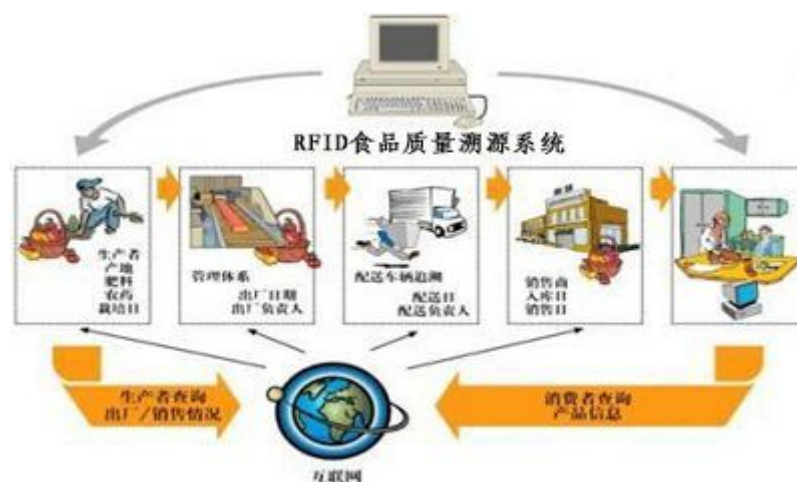 RFID食品质量溯源系统
生产者
产地
肥料
农药
栽培日
管理体系
出厂日期
出厂负责人
配送车辆追溯
配送日
配送负责人
销售商
入库日
销售日
生产者查询
出厂/销售情况
消费者查询
产品信息
互联网